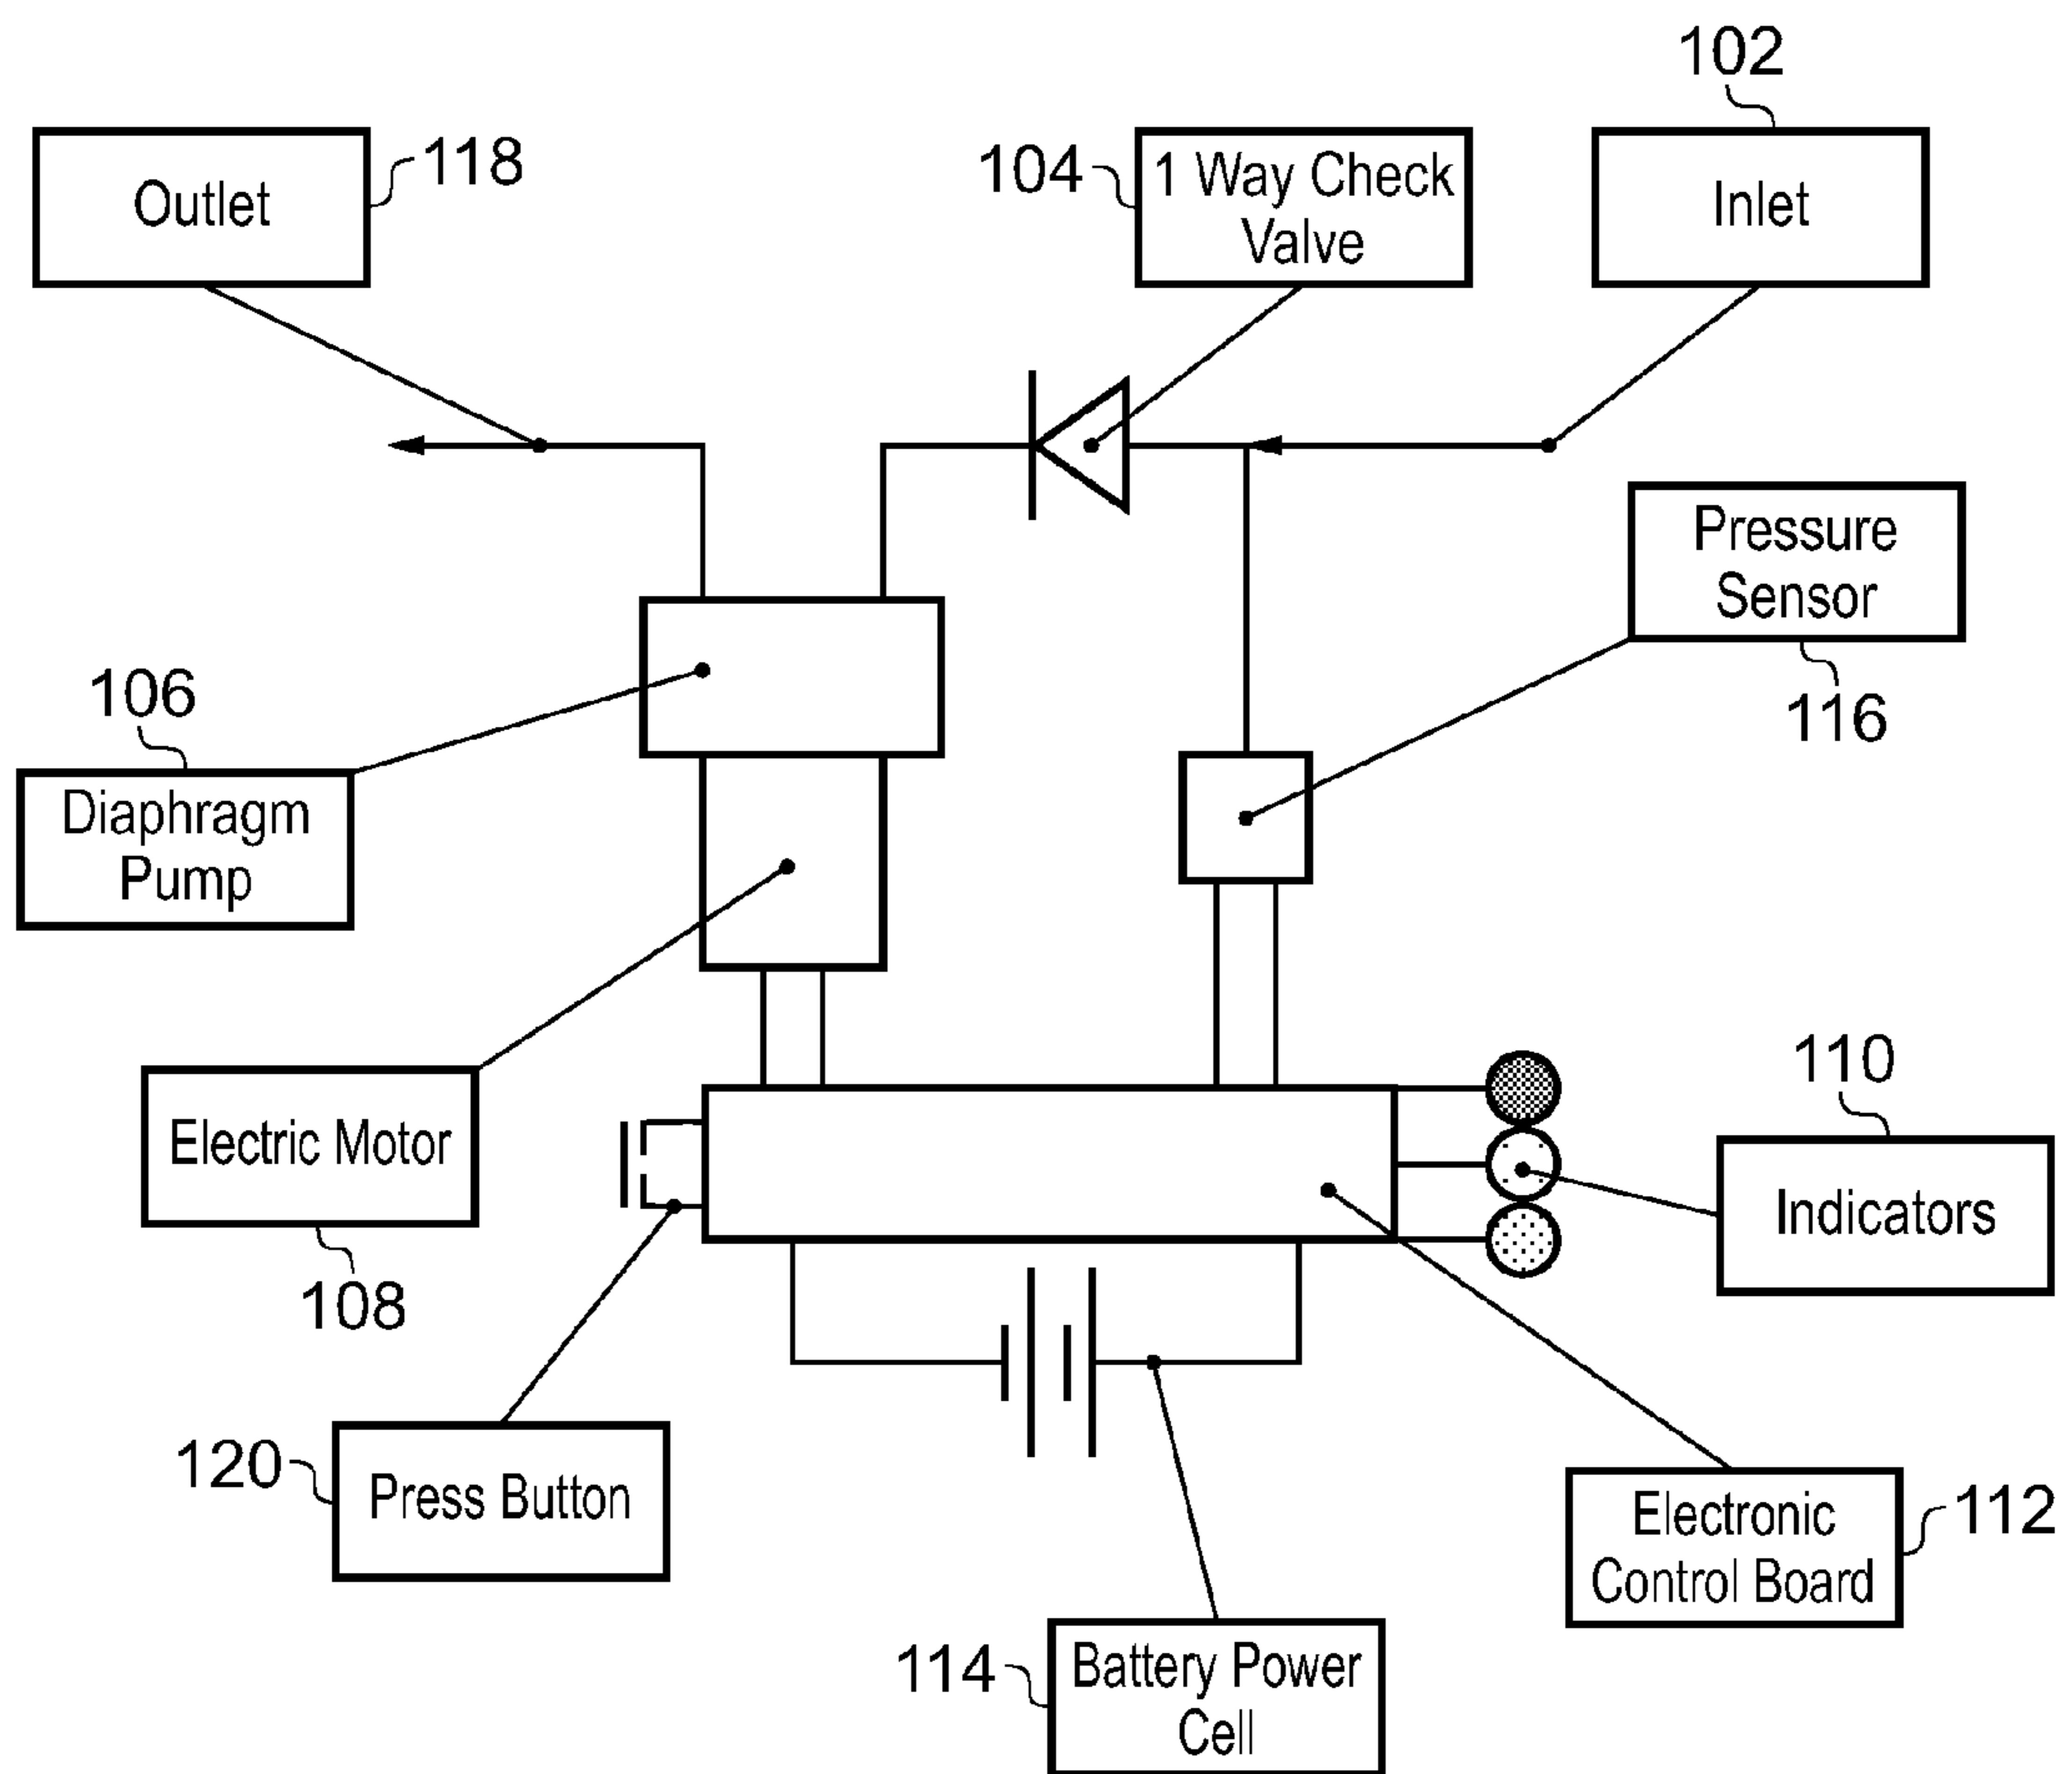 102
118
104
1 Way Check
Valve
Outlet
Inlet
Pressure
Sensor
116
106
Diaphragm
Pump
110
Electric Motor
Indicators
108
120
Press Button
Electronic
Control Board
112
114
Battery Power
Cell